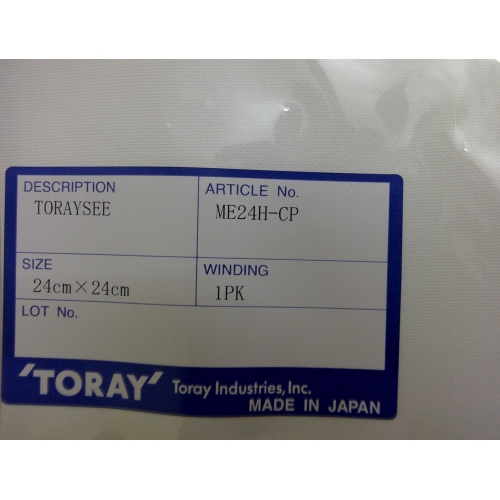 DESCRIPTION
TORAYSEE
ARTICLE No.
ME24H-CP
SIZE
24cm×24cm
WINDING
1PK
LOT No.
'TORAY' Toray Industries, Inc.
MADE IN JAPAN